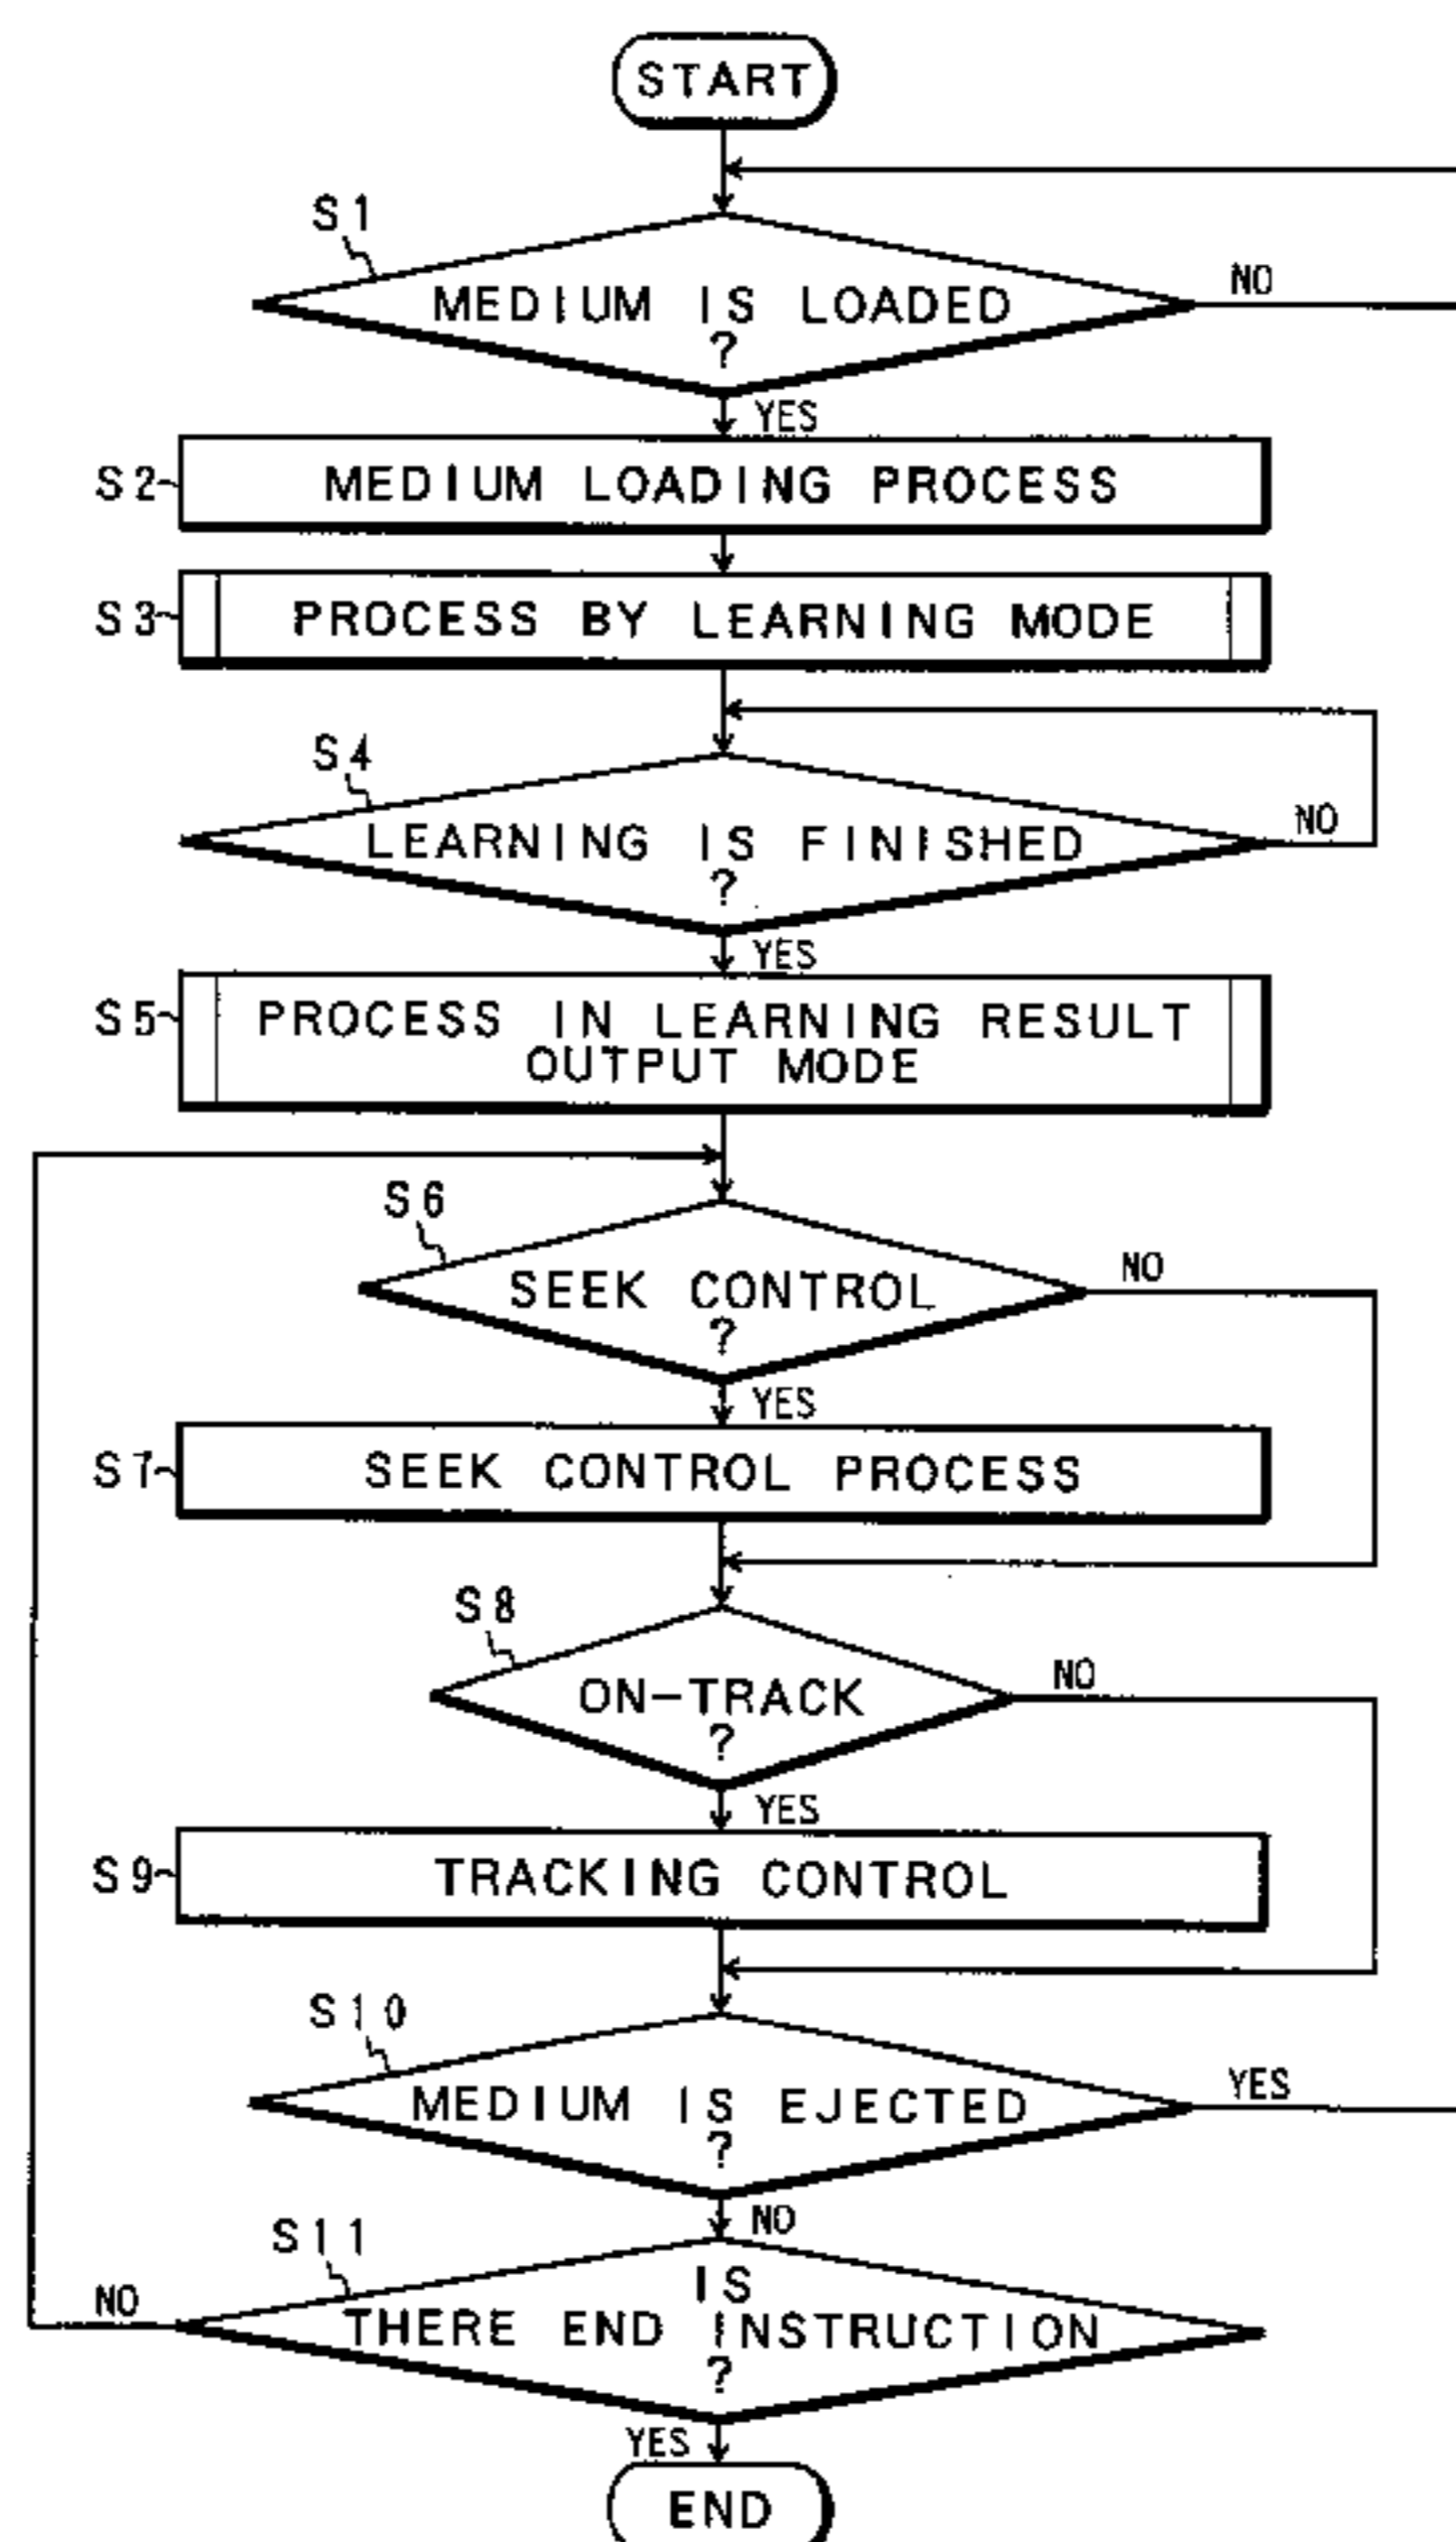 START
S1
MEDIUM IS LOADED
?
NO
YES
S2
MEDIUM LOADING PROCESS
S3
PROCESS BY LEARNING MODE
S4
LEARNING IS FINISHED
?
NO
YES
S5
PROCESS IN LEARNING RESULT
OUTPUT MODE
S6
SEEK CONTROL
?
NO
YES
S7
SEEK CONTROL PROCESS
S8
ON-TRACK
?
NO
YES
S9
TRACKING CONTROL
S10
MEDIUM IS EJECTED
?
YES
NO
S11
IS
THERE END INSTRUCTION
?
NO
YES
END